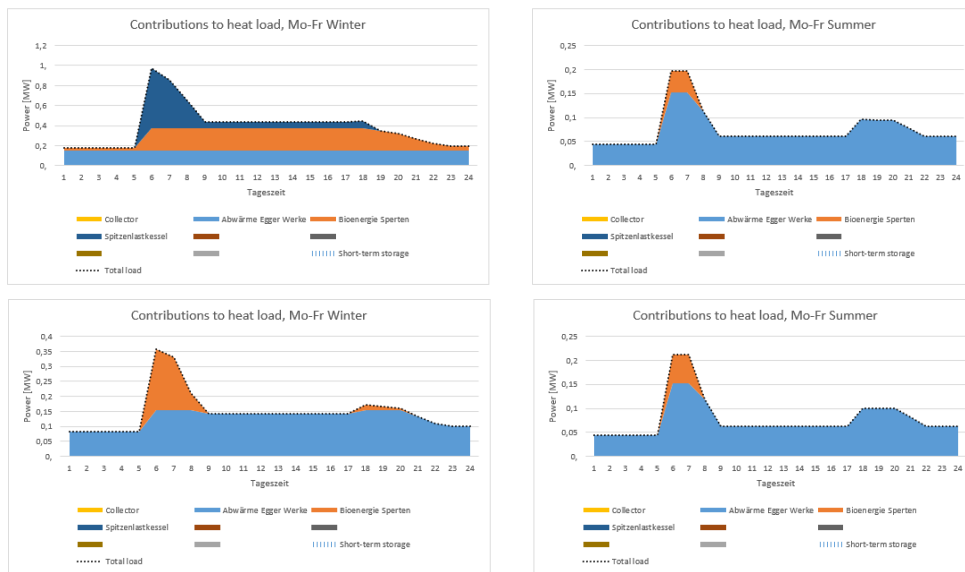 Contributions to heat load, Mo-Fr Winter
Power [MW]
1,2
1,
0,8
0,6
0,4
0,2
0,
1 2 3 4 5 6 7 8 9 10 11 12 13 14 15 16 17 18 19 20 21 22 23 24
Tageszeit
Collector Abwärme Egger Werke Bioenergie Sperten
Spitzenlastkessel
Short-term storage
Total load
Contributions to heat load, Mo-Fr Summer
Power [MW]
0,25
0,2
0,15
0,1
0,05
0,
1 2 3 4 5 6 7 8 9 10 11 12 13 14 15 16 17 18 19 20 21 22 23 24
Tageszeit
Collector Abwärme Egger Werke Bioenergie Sperten
Spitzenlastkessel
Short-term storage
Total load
Contributions to heat load, Mo-Fr Winter
Power [MW]
0,4
0,35
0,3
0,25
0,2
0,15
0,1
0,05
0,
1 2 3 4 5 6 7 8 9 10 11 12 13 14 15 16 17 18 19 20 21 22 23 24
Tageszeit
Collector Abwärme Egger Werke Bioenergie Sperten
Spitzenlastkessel
Short-term storage
Total load
Contributions to heat load, Mo-Fr Summer
Power [MW]
0,25
0,2
0,15
0,1
0,05
0,
1 2 3 4 5 6 7 8 9 10 11 12 13 14 15 16 17 18 19 20 21 22 23 24
Tageszeit
Collector Abwärme Egger Werke Bioenergie Sperten
Spitzenlastkessel
Short-term storage
Total load